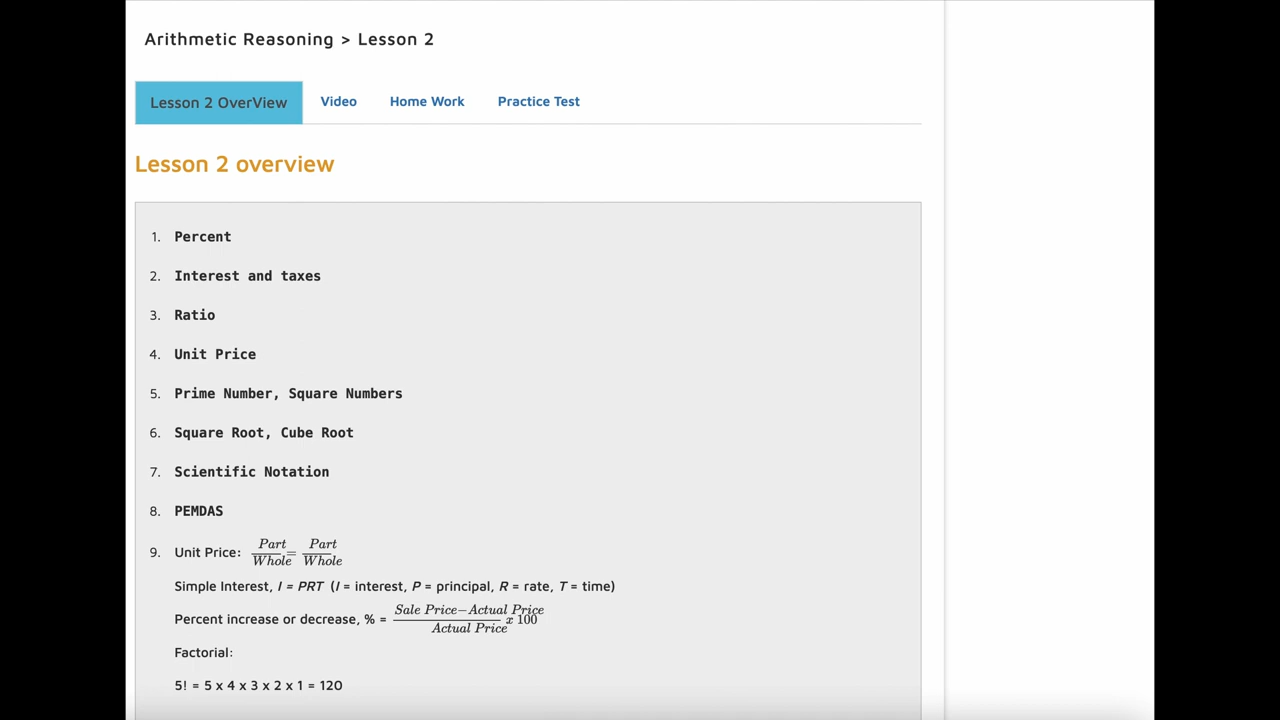 Arithmetic Reasoning > Lesson 2
Lesson 2 OverView Video Home Work Practice Test
Lesson 2 overview
1. Percent
2. Interest and taxes
3. Ratio
4. Unit Price
5. Prime Number, Square Numbers
6. Square Root, Cube Root
7. Scientific Notation
8. PEMDAS
9. Unit Price: Part/Whole = Part/Whole
Simple Interest, I = PRT (I = interest, P = principal, R = rate, T = time)
Percent increase or decrease, % = Sale Price−Actual Price/Actual Price x 100
Factorial:
5! = 5 x 4 x 3 x 2 x 1 = 120